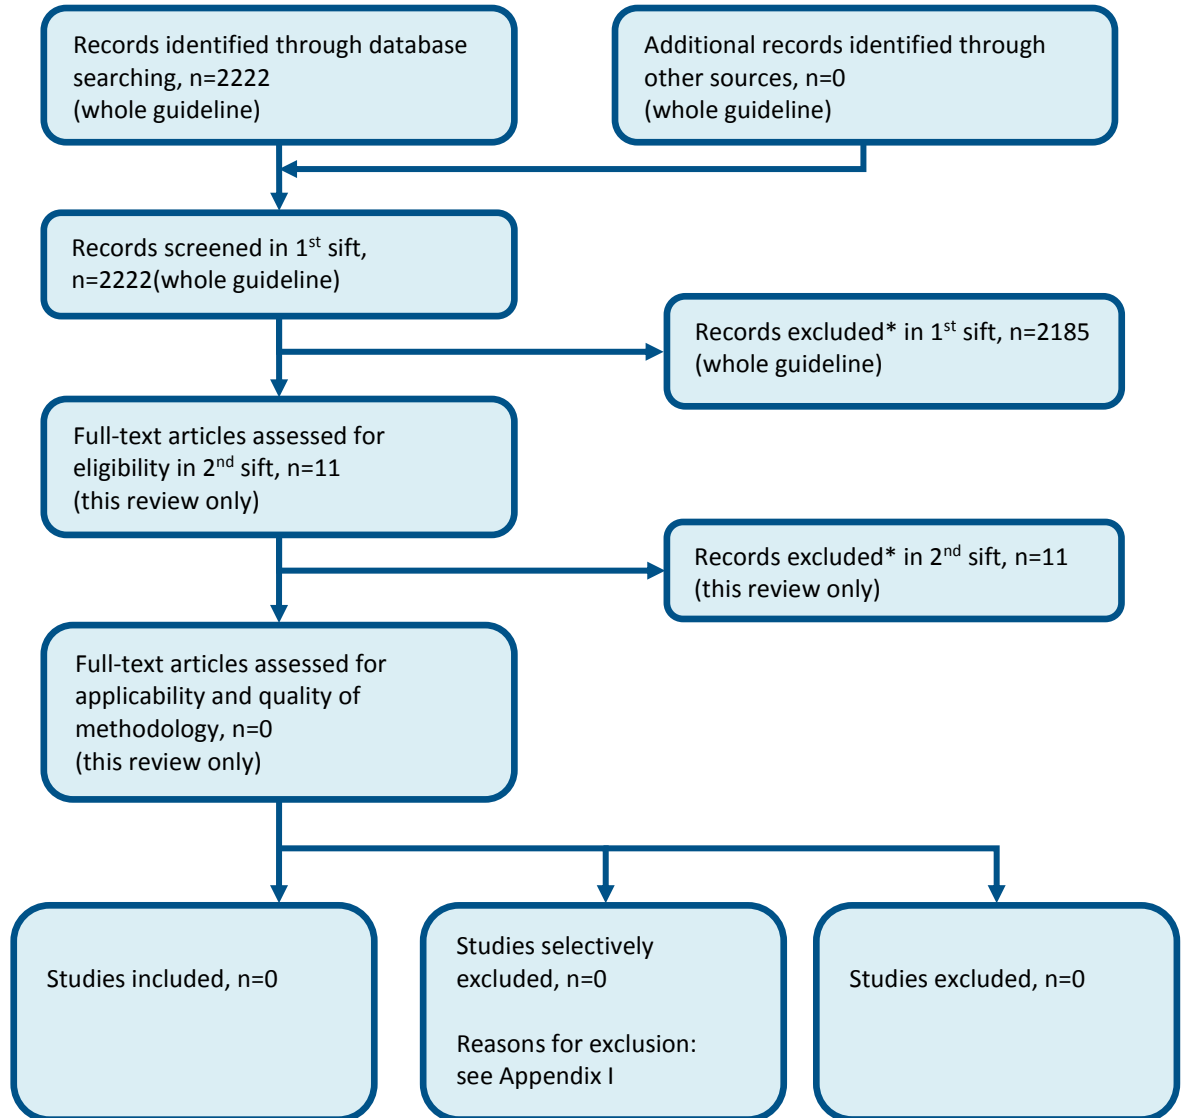 Records identified through database
searching, n=2222
(whole guideline)
Additional records identified through
other sources, n=0
(whole guideline)
Records screened in 1st sift,
n=2222(whole guideline)
Records excluded* in 1st sift, n=2185
(whole guideline)
Full-text articles assessed for
eligibility in 2nd sift, n=11
(this review only)
Records excluded* in 2nd sift, n=11
(this review only)
Full-text articles assessed for
applicability and quality of
methodology, n=0
(this review only)
Studies included, n=0
Studies selectively
excluded, n=0
Reasons for exclusion:
see Appendix I
Studies excluded, n=0